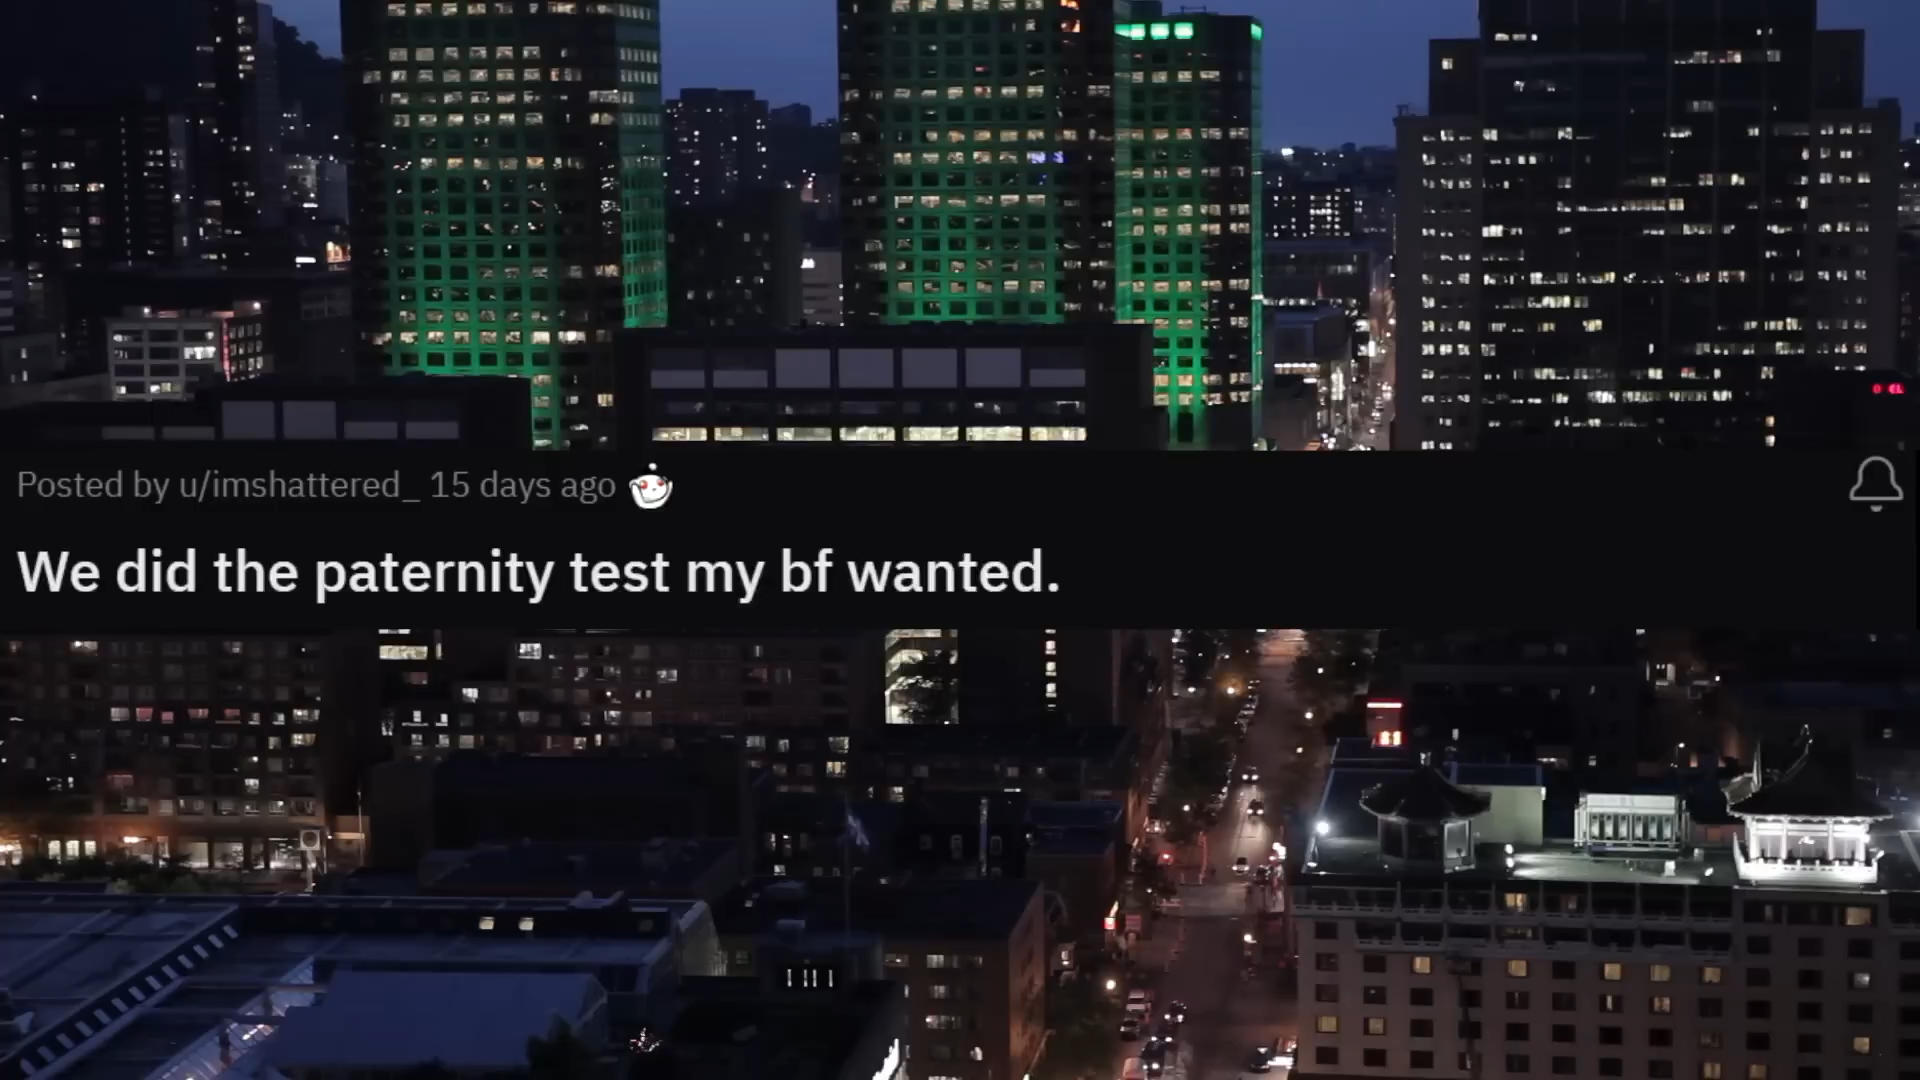 Posted by u/imshattered_ 15 days ago
We did the paternity test my bf wanted.